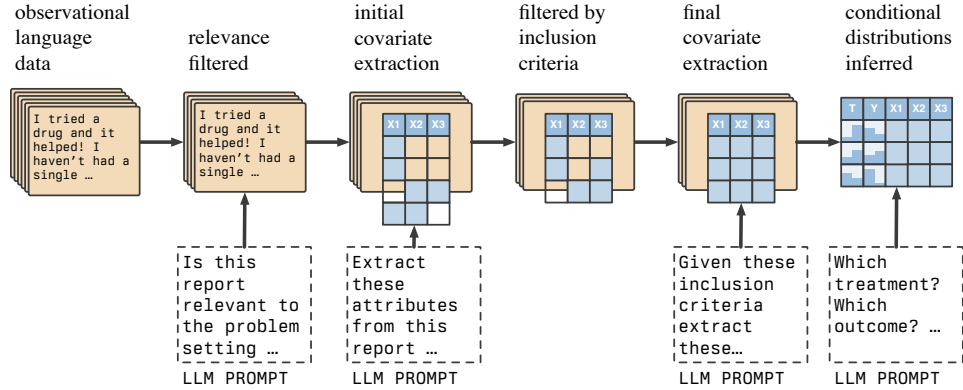 observational
language
data
relevance
filtered
initial
covariate
extraction
filtered by
inclusion
criteria
final
covariate
extraction
conditional
distributions
inferred
I tried a
drug and it
helped! I
haven't had a
single …
I tried a
drug and it
helped! I
haven't had a
single …
X1 X2 X3
X1 X2 X3
X1 X2 X3
T Y X1 X2 X3
Is this
report
relevant to
the problem
setting …
LLM PROMPT
Extract
these
attributes
from this
report …
LLM PROMPT
Given these
inclusion
criteria
extract
these…
LLM PROMPT
Which
treatment?
Which
outcome? …
LLM PROMPT